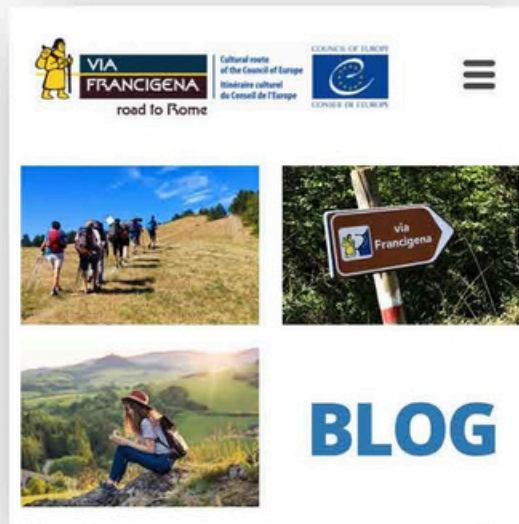 VIA
FRANCIGENA
road to Rome
Cultural route
of the Council of Europe
Itinéraire culturel
du Conseil de l'Europe
COUNCIL OF EUROPE
CONSEIL DE L'EUROPE
via
Francigena
BLOG